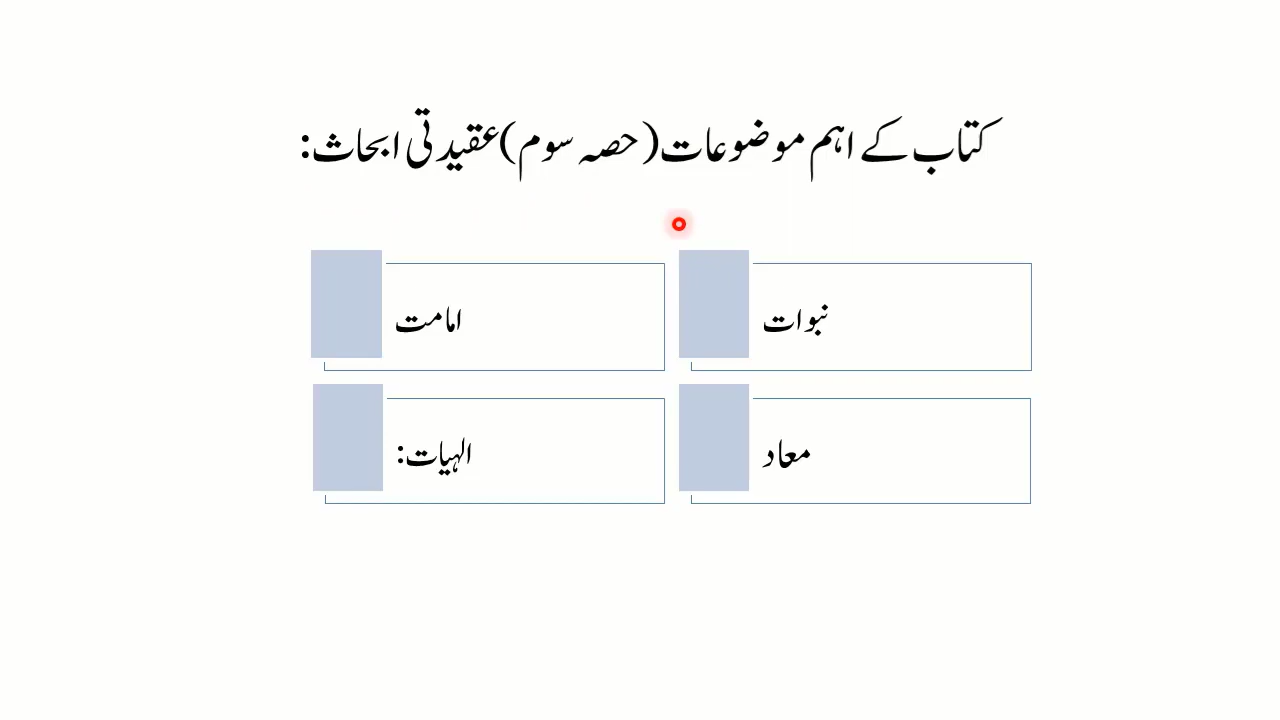 کتاب کے اہم موضوعات(حصہ سوم)عقیدتی ابحاث:
نبوات
امامت
معاد
الہیات: